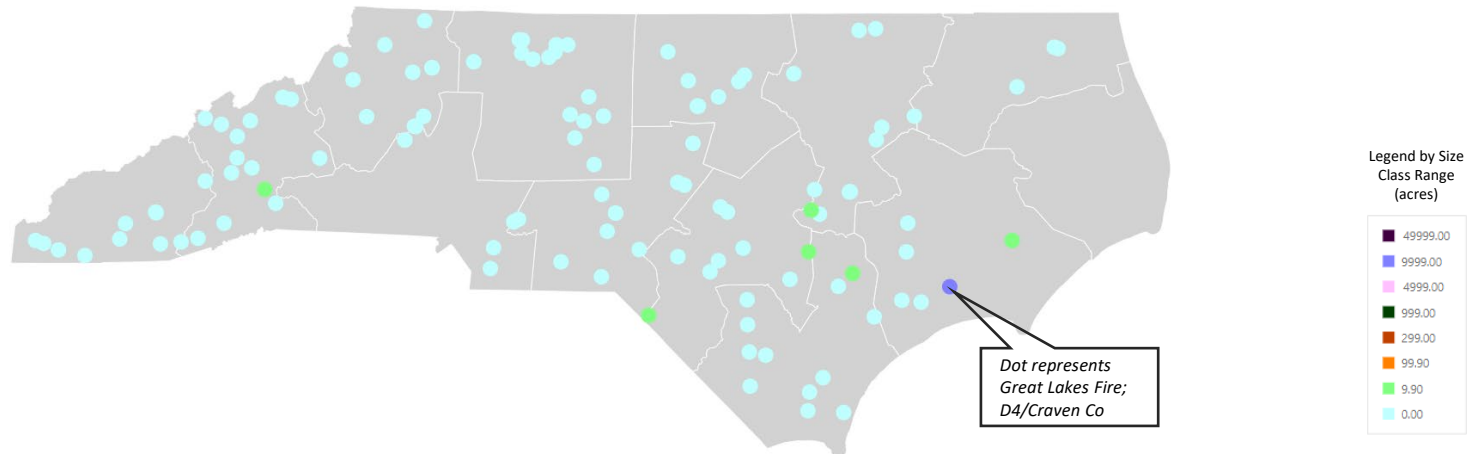 Legend by Size
Class Range
(acres)
49999.00
9999.00
4999.00
999.00
299.00
99.90
9.90
0.00
Dot represents
Great Lakes Fire;
D4/Craven Co